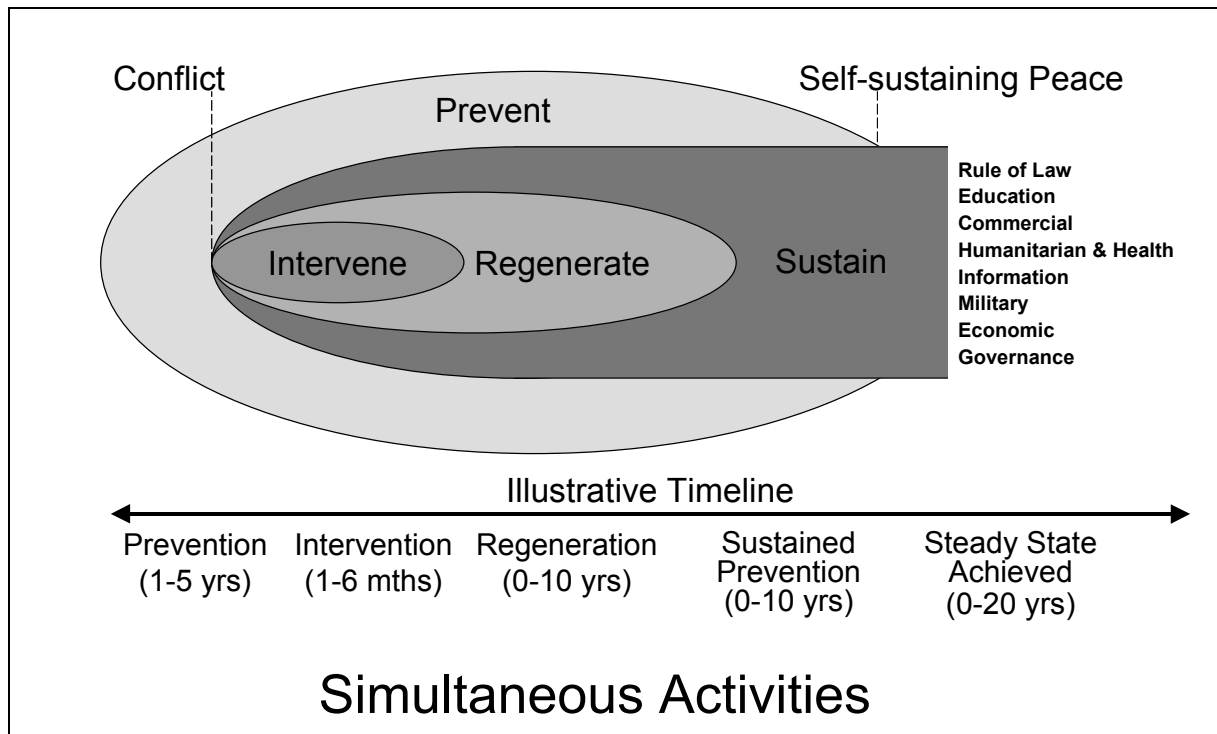 Conflict
Self-sustaining Peace
Prevent
Rule of Law
Education
Commercial
Humanitarian & Health
Information
Military
Economic
Governance
Intervene
Regenerate
Sustain
Illustrative Timeline
Prevention
(1-5 yrs)
Intervention
(1-6 mths)
Regeneration
(0-10 yrs)
Sustained
Prevention
(0-10 yrs)
Steady State
Achieved
(0-20 yrs)
Simultaneous Activities